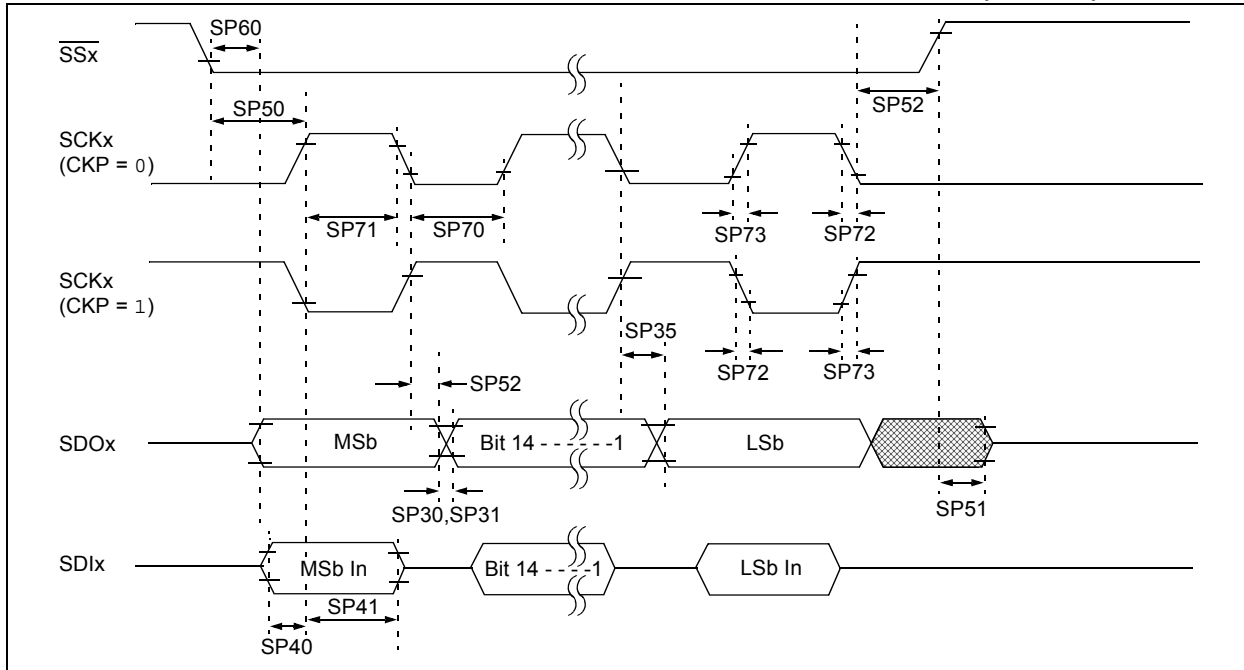 SP60
SSx
SP50
SP52
SCKx
(CKP = 0)
SP71
SP70
SP73
SP72
SCKx
(CKP = 1)
SP35
SP72
SP73
SP52
SDOx
MSb
Bit 14 - - - - - -1
LSb
SP30,SP31
SP51
SDIx
MSb In
Bit 14 - - - -1
LSb In
SP41
SP40